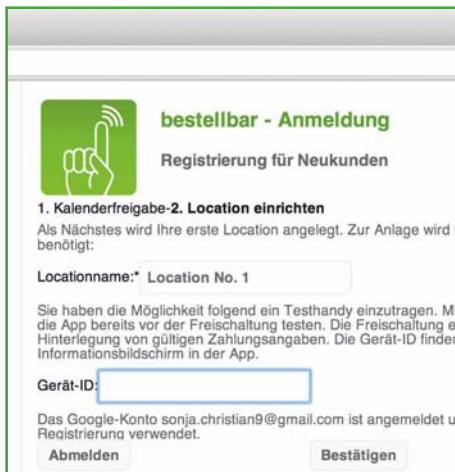 bestellbar - Anmeldung
Registrierung für Neukunden
1. Kalenderfreigabe-2. Location einrichten
Als Nächstes wird Ihre erste Location angelegt. Zur Anlage wird
benötigt:
Locationname:* Location No. 1
Sie haben die Möglichkeit folgend ein Testhandy einzutragen.
die App bereits vor der Freischaltung testen. Die Freischaltung
Hinterlegung von gültigen Zahlungsangaben. Die Gerät-ID
Informationsbildschirm in der App.
Gerät-ID:
Das Google-Konto sonja.christian9@gmail.com ist angemeldet
Registrierung verwendet.
Abmelden Bestätigen